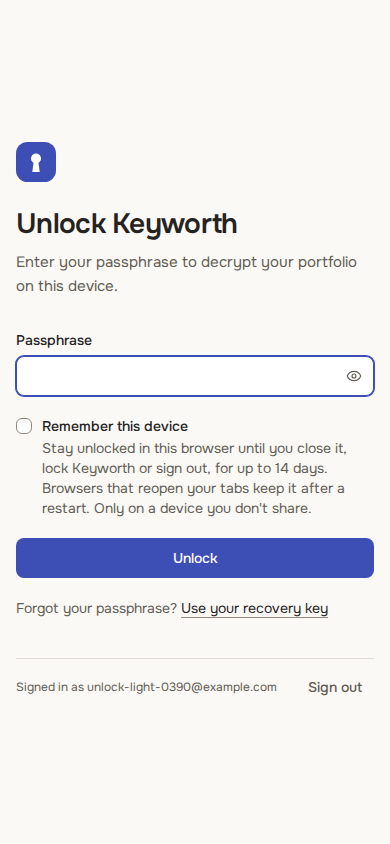 Unlock Keyworth
Enter your passphrase to decrypt your portfolio
on this device.
Passphrase
Remember this device
Stay unlocked in this browser until you close it,
lock Keyworth or sign out, for up to 14 days.
Browsers that reopen your tabs keep it after a
restart. Only on a device you don't share.
Unlock
Forgot your passphrase? Use your recovery key
Signed in as unlock-light-0390@example.com Sign out